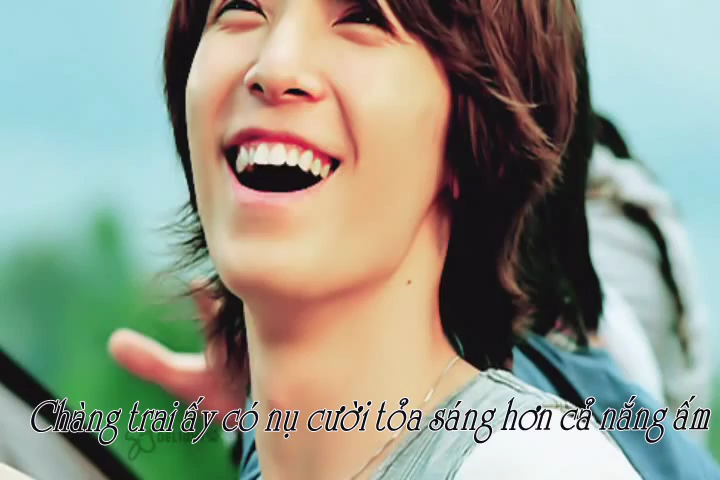 Chàng trai ấy có nụ cười tỏa sáng hơn cả nắng ấm